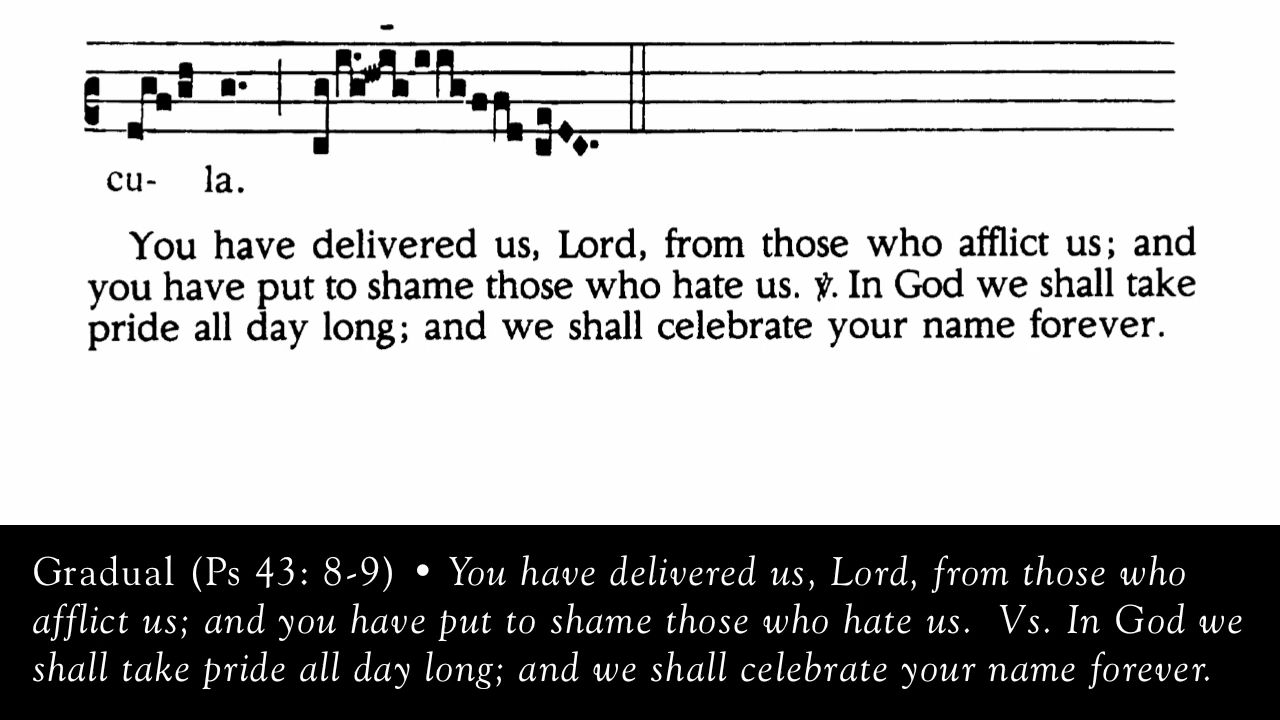 cu- la.
You have delivered us, Lord, from those who afflict us; and
you have put to shame those who hate us. ℣. In God we shall take
pride all day long; and we shall celebrate your name forever.
Gradual (Ps 43: 8-9) • You have delivered us, Lord, from those who
afflict us; and you have put to shame those who hate us. Vs. In God we
shall take pride all day long; and we shall celebrate your name forever.